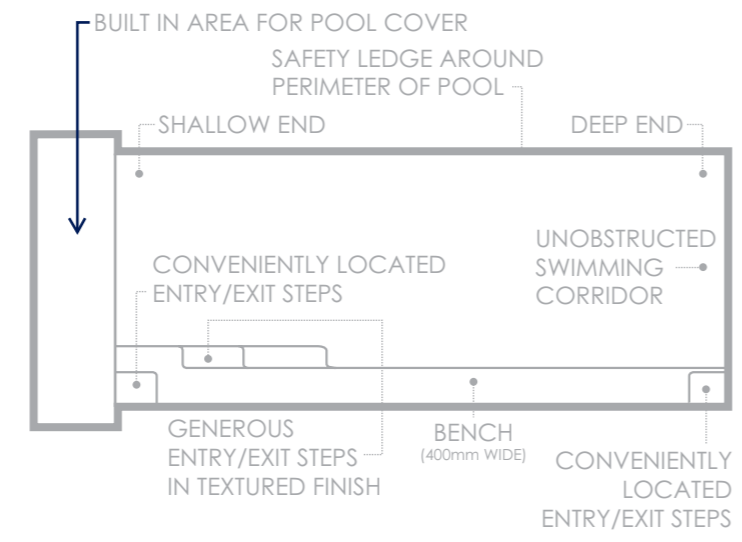 BUILT IN AREA FOR POOL COVER
SAFETY LEDGE AROUND
PERIMETER OF POOL
SHALLOW END
DEEP END
UNOBSTRUCTED
SWIMMING
CORRIDOR
CONVENIENTLY LOCATED
ENTRY/EXIT STEPS
GENEROUS
ENTRY/EXIT STEPS
IN TEXTURED FINISH
BENCH
(400mm WIDE)
CONVENIENTLY
LOCATED
ENTRY/EXIT STEPS